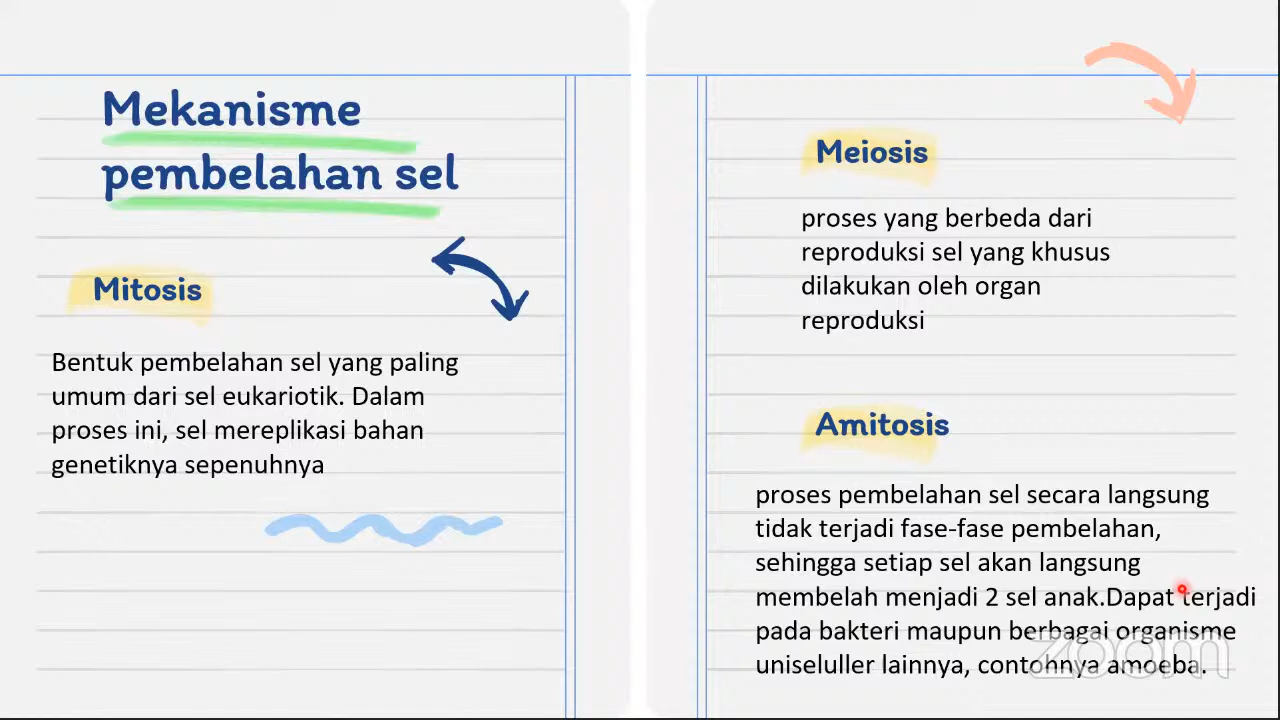 Mekanisme
pembelahan sel
Mitosis
Bentuk pembelahan sel yang paling
umum dari sel eukariotik. Dalam
proses ini, sel mereplikasi bahan
genetiknya sepenuhnya
Meiosis
proses yang berbeda dari
reproduksi sel yang khusus
dilakukan oleh organ
reproduksi
Amitosis
proses pembelahan sel secara langsung
tidak terjadi fase-fase pembelahan,
sehingga setiap sel akan langsung
membelah menjadi 2 sel anak.Dapat terjadi
pada bakteri maupun berbagai organisme
uniseluller lainnya, contohnya amoeba.
zoom